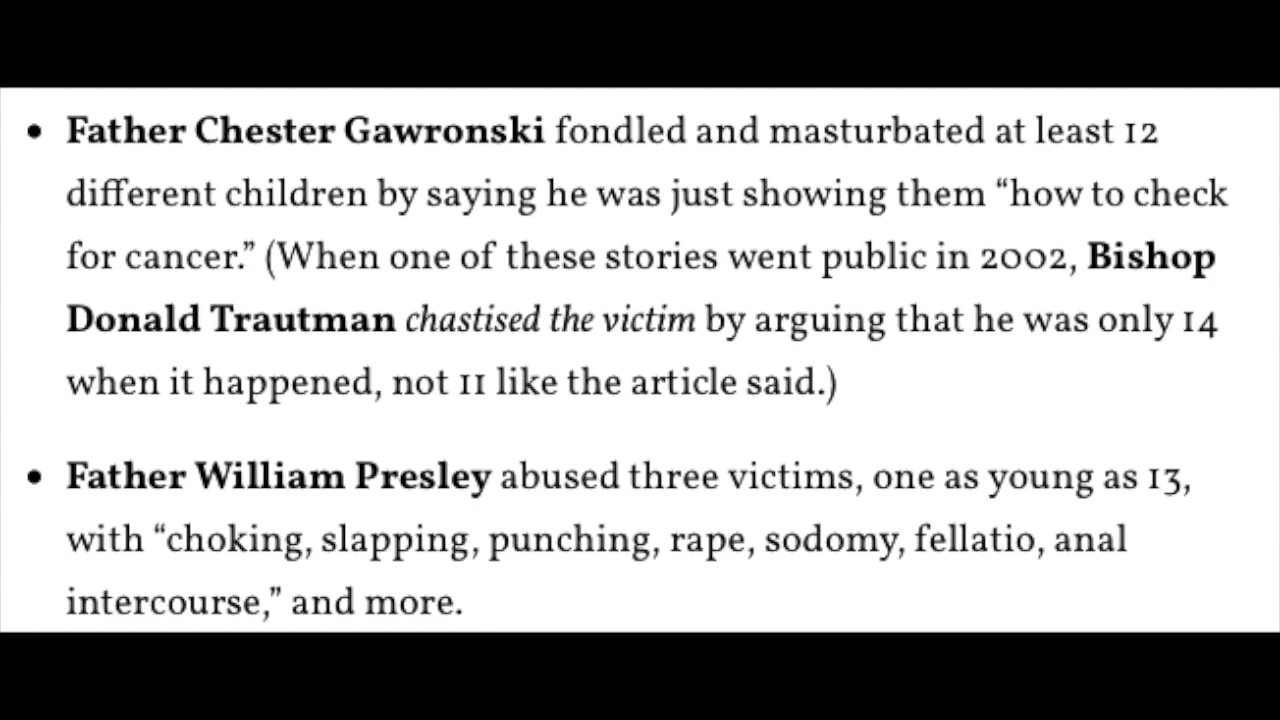 • Father Chester Gawronski fondled and masturbated at least 12
different children by saying he was just showing them “how to check
for cancer.” (When one of these stories went public in 2002, Bishop
Donald Trautman chastised the victim by arguing that he was only 14
when it happened, not 11 like the article said.)
• Father William Presley abused three victims, one as young as 13,
with “choking, slapping, punching, rape, sodomy, fellatio, anal
intercourse,” and more.